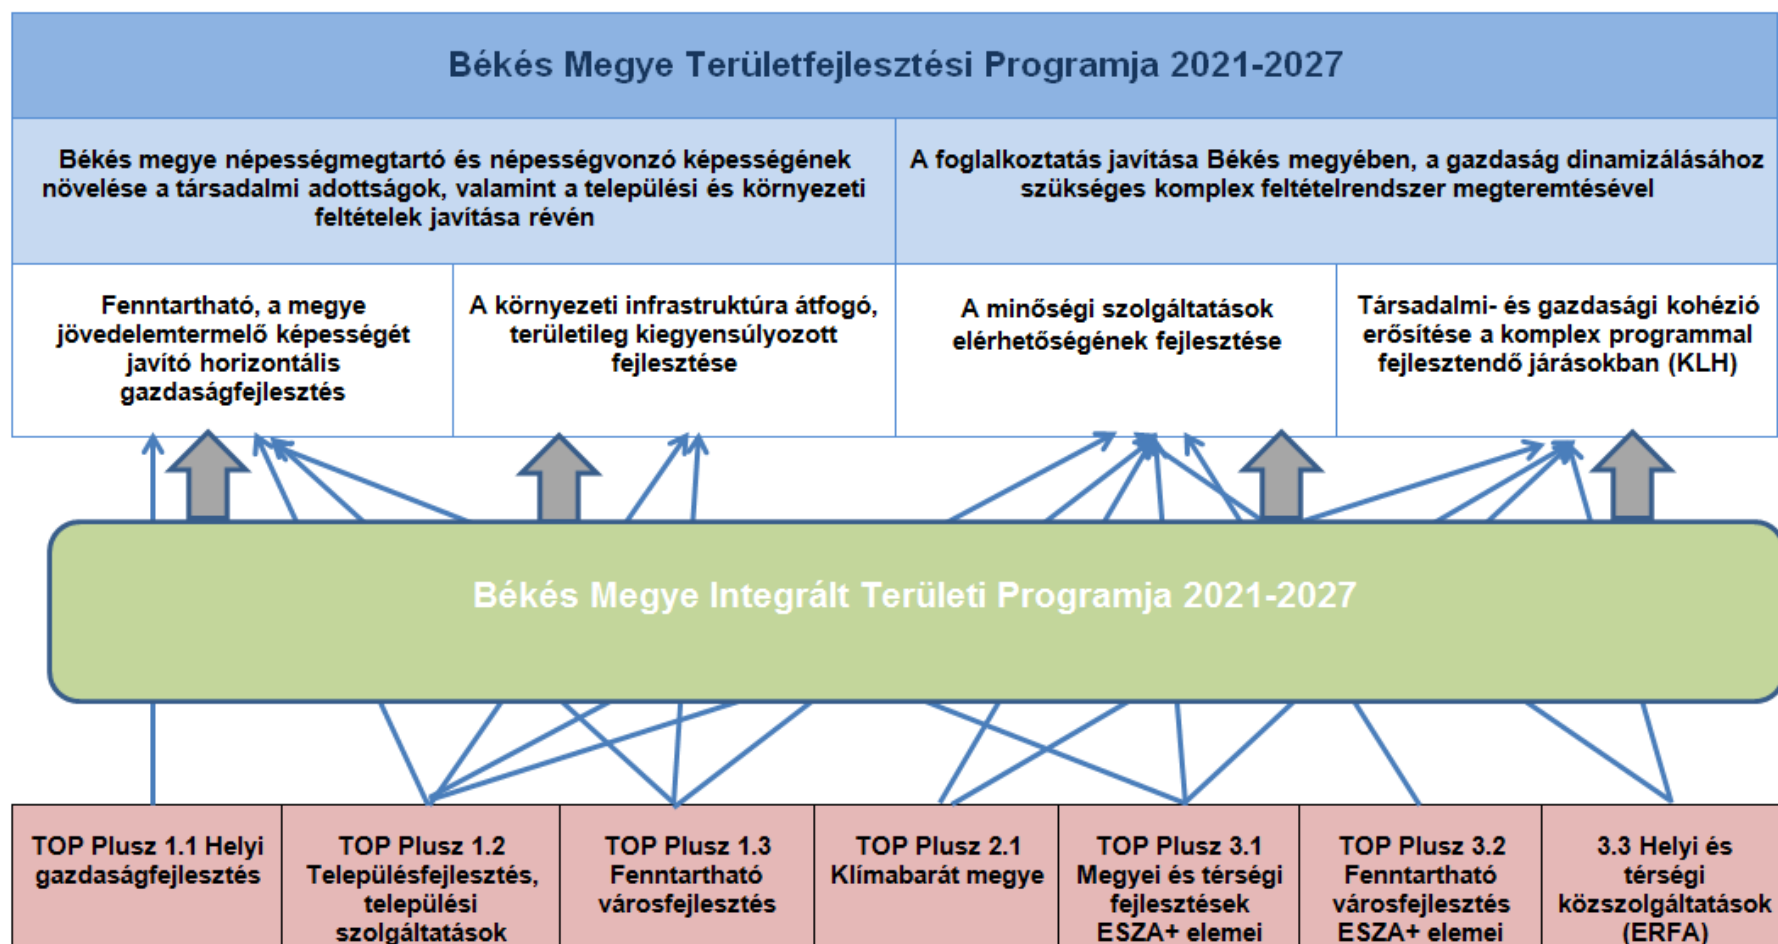 Békés Megye Területfejlesztési Programja 2021-2027
Békés megye népességmegtartó és népességvonzó képességének
növelése a társadalmi adottságok, valamint a települési és környezeti
feltételek javítása révén
A foglalkoztatás javítása Békés megyében, a gazdaság dinamizálásához
szükséges komplex feltételrendszer megteremtésével
Fenntartható, a megye
jövedelemtermelő képességét
javító horizontális
gazdaságfejlesztés
A környezeti infrastruktúra átfogó,
területileg kiegyensúlyozott
fejlesztése
A minőségi szolgáltatások
elérhetőségének fejlesztése
Társadalmi- és gazdasági kohézió
erősítése a komplex programmal
fejlesztendő járásokban (KLH)
Békés Megye Integrált Területi Programja 2021-2027
TOP Plusz 1.1 Helyi
gazdaságfejlesztés
TOP Plusz 1.2
Településfejlesztés,
települési
szolgáltatások
TOP Plusz 1.3
Fenntartható
városfejlesztés
TOP Plusz 2.1
Klímabarát megye
TOP Plusz 3.1
Megyei és térségi
fejlesztések
ESZA+ elemei
TOP Plusz 3.2
Fenntartható
városfejlesztés
ESZA+ elemei
3.3 Helyi és
térségi
közszolgáltatások
(ERFA)